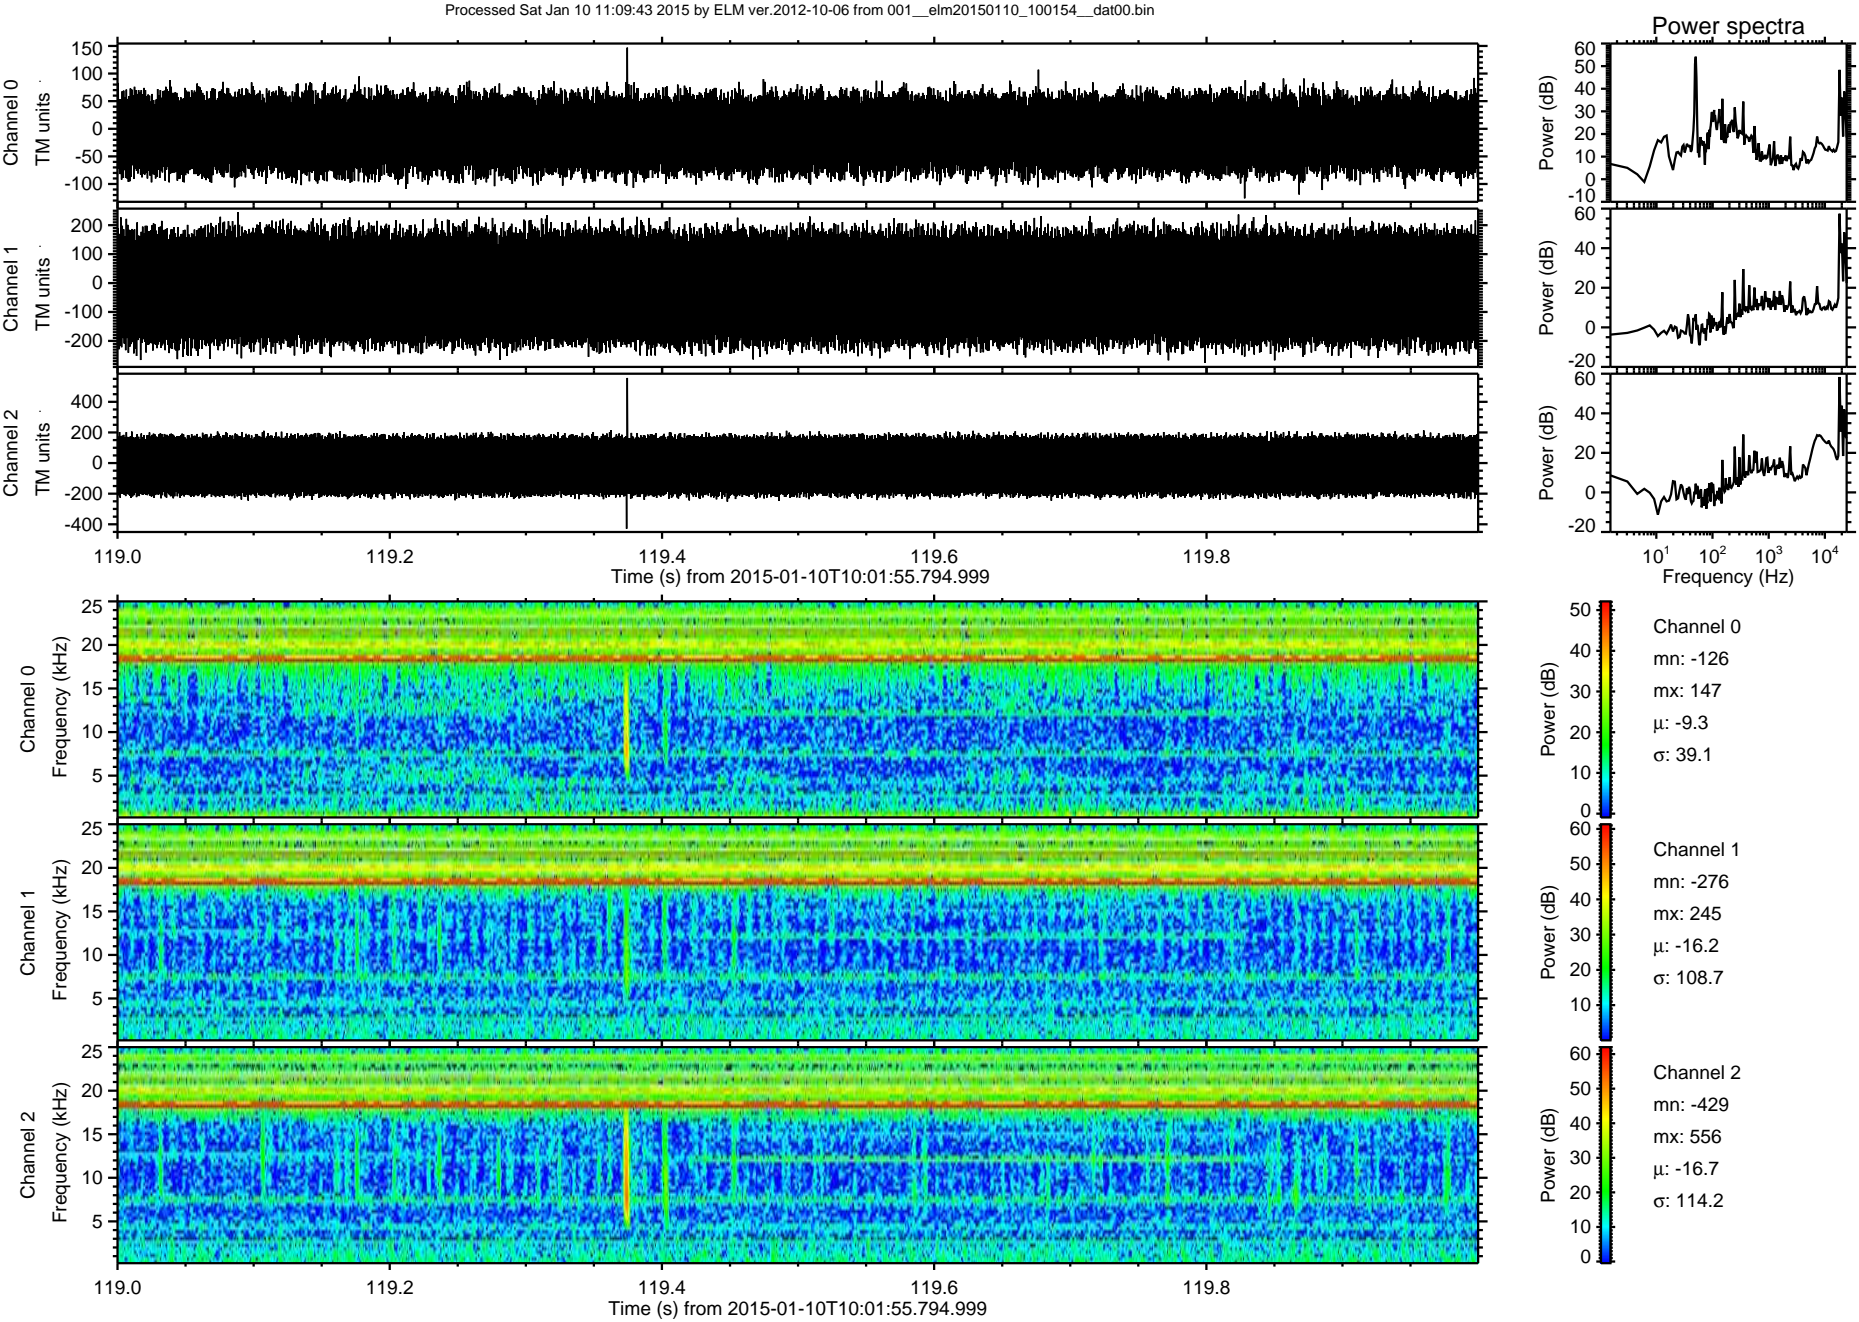 Processed Sat Jan 10 11:09:43 2015 by ELM ver.2012-10-06 from 001__elm20150110_100154__dat00.bin
Power spectra
Channel 0
TM units
150
100
50
0
-50
-100
Power (dB)
60
50
40
30
20
10
0
-10
Channel 1
TM units
200
100
0
-100
-200
Power (dB)
60
40
20
0
-20
Channel 2
TM units
400
200
0
-200
-400
Power (dB)
60
40
20
0
-20
119.0 119.2 119.4 119.6 119.8
Time (s) from 2015-01-10T10:01:55.794.999
10¹ 10² 10³ 10⁴
Frequency (Hz)
Channel 0
Frequency (kHz)
25
20
15
10
5
Power (dB)
50
40
30
20
10
0
Channel 0
mn: -126
mx: 147
μ: -9.3
σ: 39.1
Channel 1
Frequency (kHz)
25
20
15
10
5
Power (dB)
60
50
40
30
20
10
Channel 1
mn: -276
mx: 245
μ: -16.2
σ: 108.7
Channel 2
Frequency (kHz)
25
20
15
10
5
Power (dB)
60
50
40
30
20
10
0
Channel 2
mn: -429
mx: 556
μ: -16.7
σ: 114.2
119.0 119.2 119.4 119.6 119.8
Time (s) from 2015-01-10T10:01:55.794.999